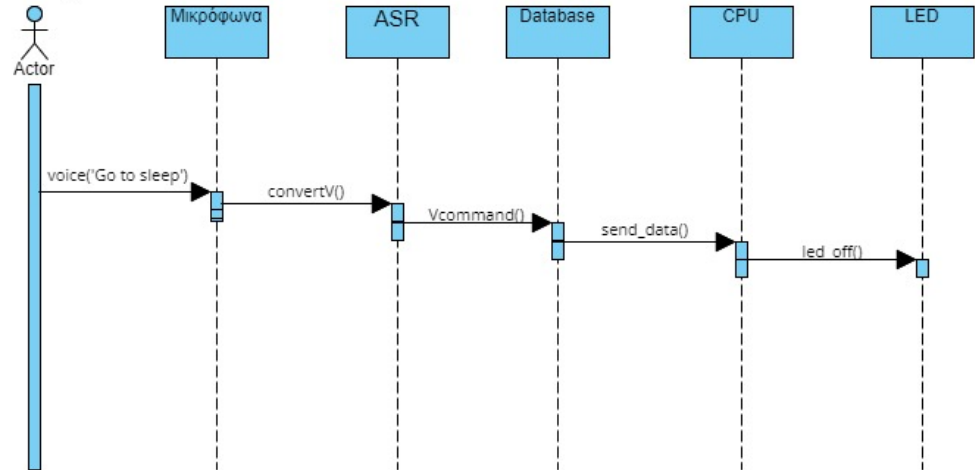 Μικρόφωνα
ASR
Database
CPU
LED
Actor
voice('Go to sleep')
convertV()
Vcommand()
send_data()
led_off()